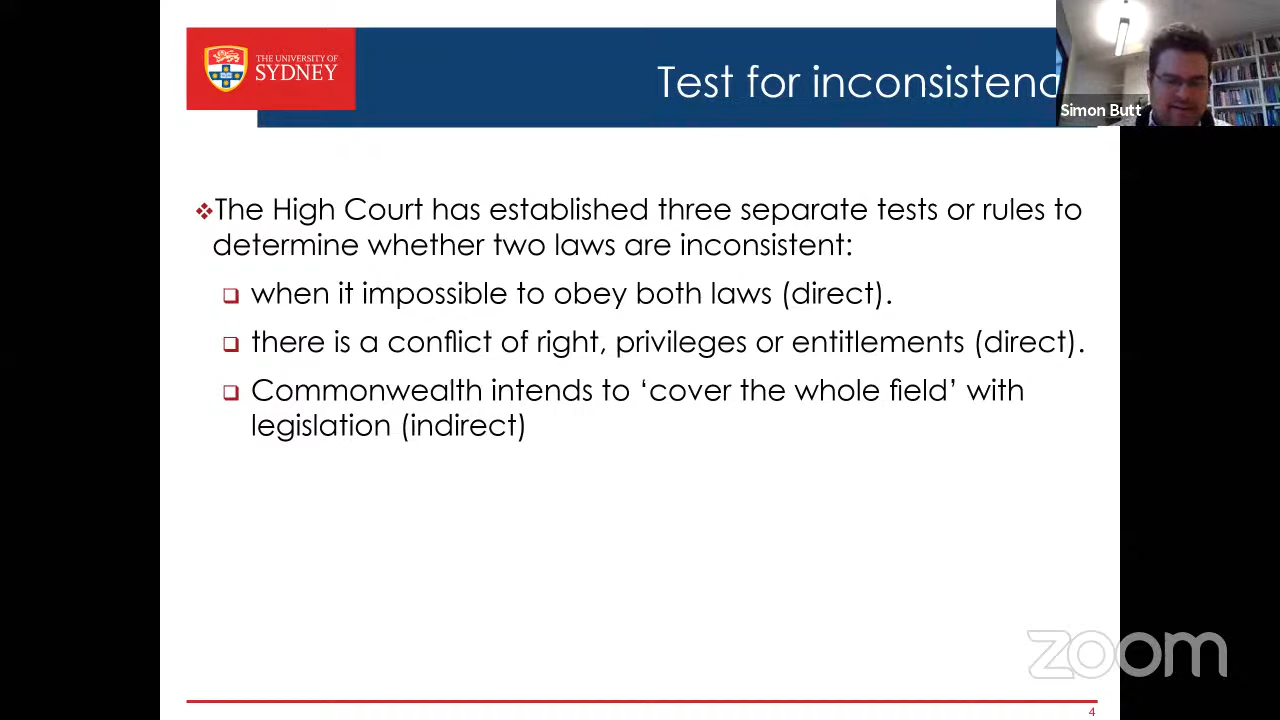 THE UNIVERSITY OF
SYDNEY
Test for inconsistenc
Simon Butt
The High Court has established three separate tests or rules to
determine whether two laws are inconsistent:
when it impossible to obey both laws (direct).
there is a conflict of right, privileges or entitlements (direct).
Commonwealth intends to ‘cover the whole field’ with
legislation (indirect)
zoom
4